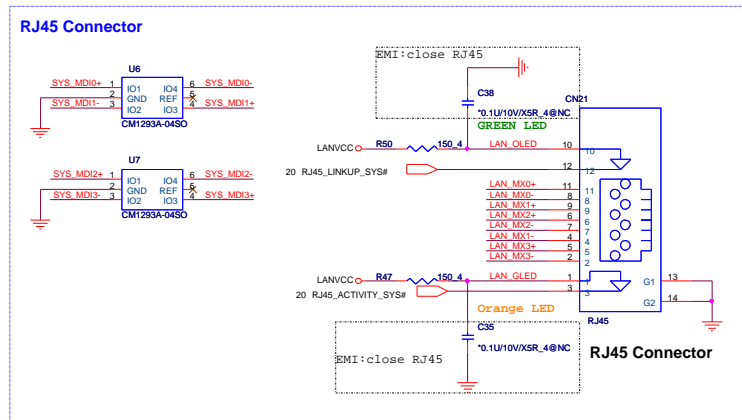 RJ45 Connector
U6
SYS_MDI0+ 1 IO1 IO4 6 SYS_MDI0-
2 GND REF 5
SYS_MDI1- 3 IO2 IO3 4 SYS_MDI1+
CM1293A-04SO
U7
SYS_MDI2+ 1 IO1 IO4 6 SYS_MDI2-
2 GND REF 5
SYS_MDI3- 3 IO2 IO3 4 SYS_MDI3+
CM1293A-04SO
EMI:close RJ45
C38
*0.1U/10V/X5R_4@NC
CN21
GREEN LED
LANVCC R50 150_4 LAN_OLED 10 10
20 RJ45_LINKUP_SYS# 12 12
LAN_MX0+ 11 11
LAN_MX0- 8 8
LAN_MX1+ 9 9
LAN_MX2+ 6 6
LAN_MX2- 7 7
LAN_MX1- 4 4
LAN_MX3+ 5 5
LAN_MX3- 2 2
LANVCC R47 150_4 LAN_GLED 1 1
20 RJ45_ACTIVITY_SYS# 3 3
G1 13
G2 14
Orange LED
RJ45
C35
*0.1U/10V/X5R_4@NC
EMI:close RJ45
RJ45 Connector